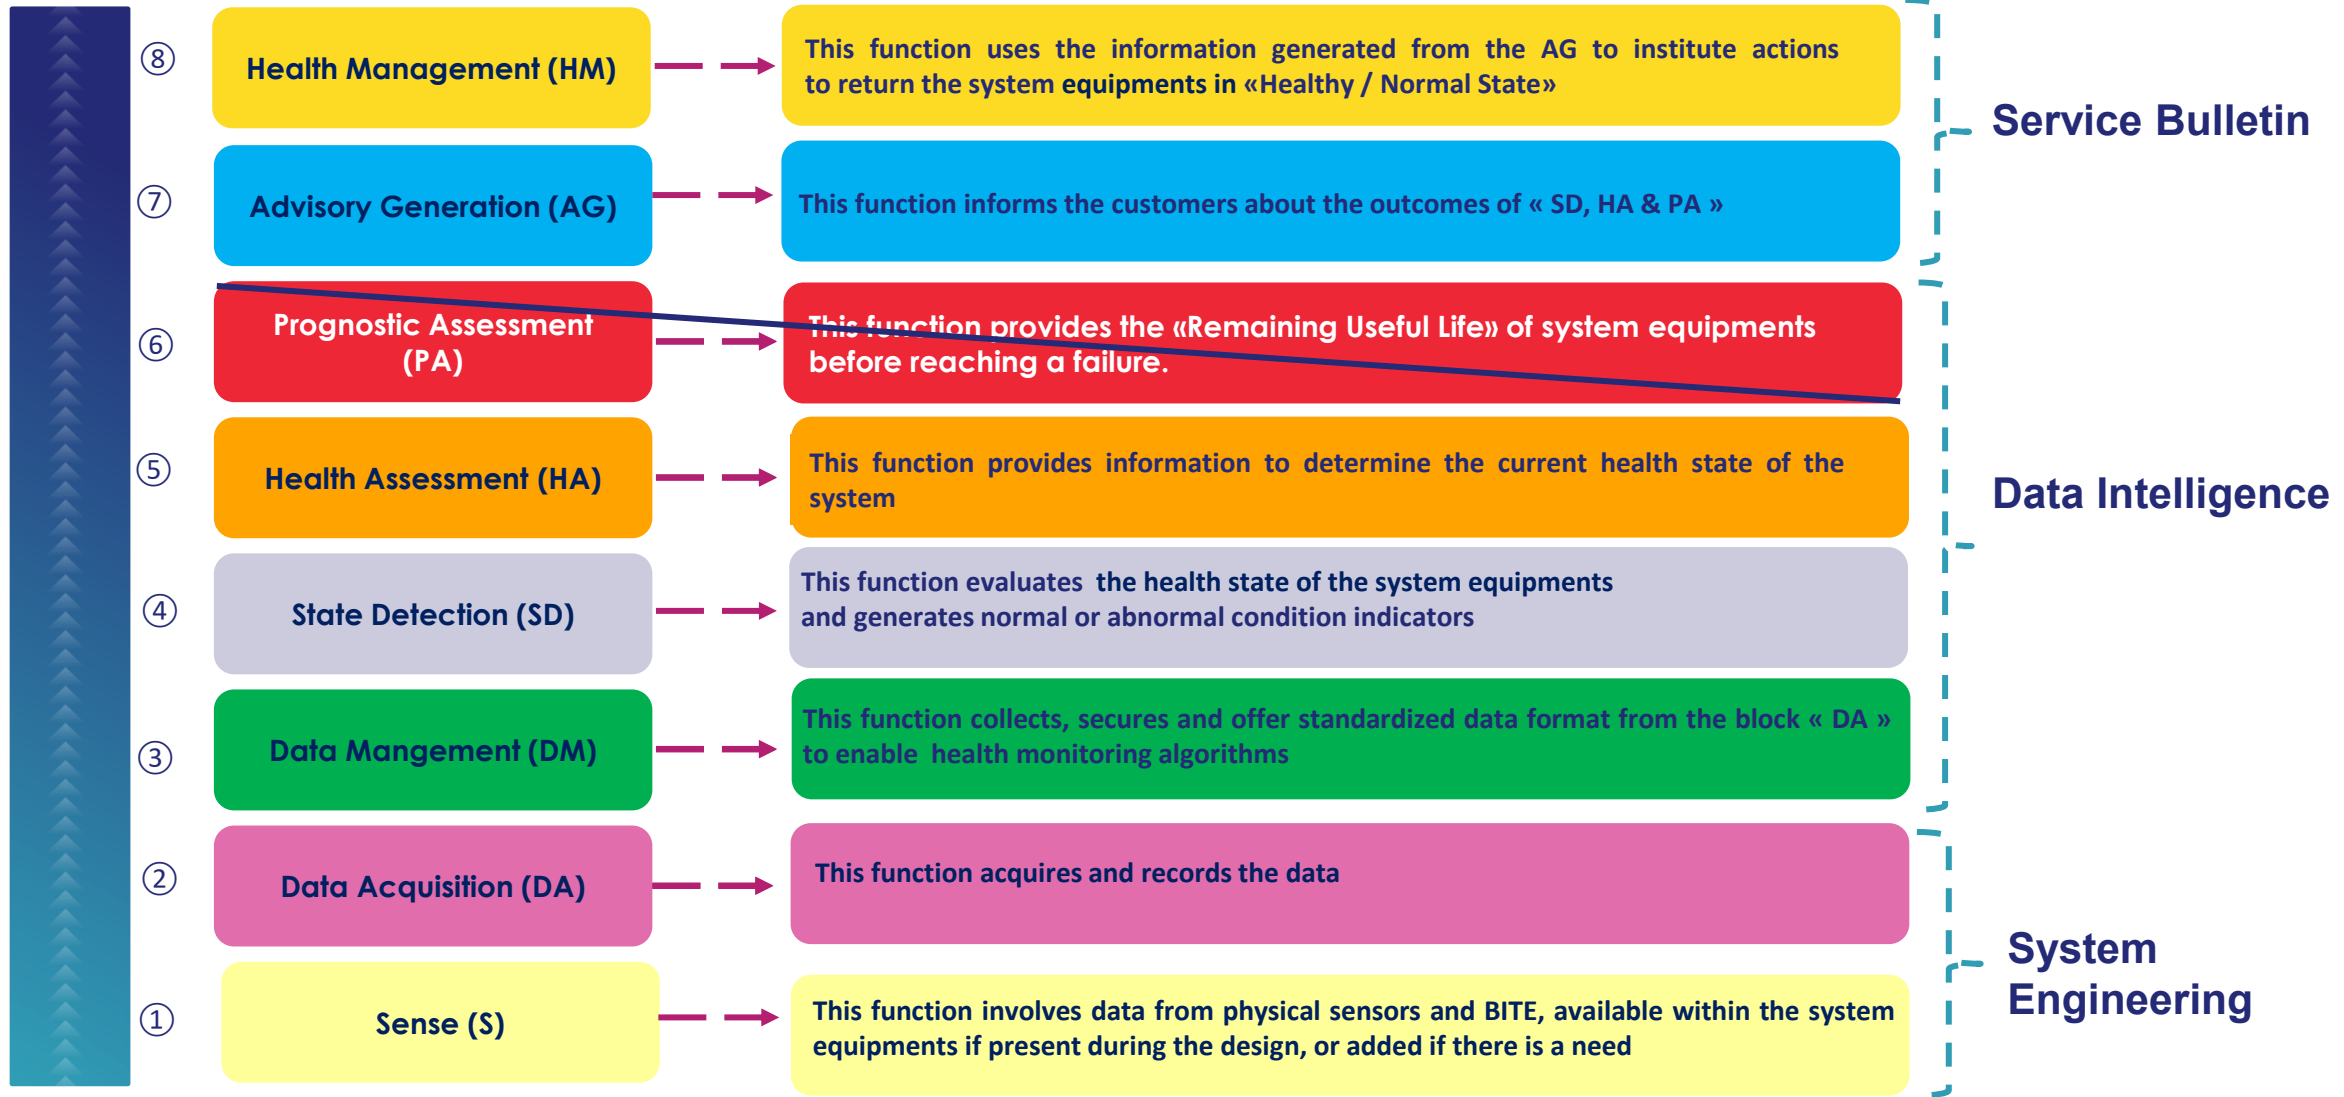 ⑧
Health Management (HM)
This function uses the information generated from the AG to institute actions
to return the system equipments in «Healthy / Normal State»
Service Bulletin
⑦
Advisory Generation (AG)
This function informs the customers about the outcomes of « SD, HA & PA »
⑥
Prognostic Assessment
(PA)
This function provides the «Remaining Useful Life» of system equipments
before reaching a failure.
⑤
Health Assessment (HA)
This function provides information to determine the current health state of the
system
Data Intelligence
④
State Detection (SD)
This function evaluates the health state of the system equipments
and generates normal or abnormal condition indicators
③
Data Mangement (DM)
This function collects, secures and offer standardized data format from the block « DA »
to enable health monitoring algorithms
②
Data Acquisition (DA)
This function acquires and records the data
System
Engineering
①
Sense (S)
This function involves data from physical sensors and BITE, available within the system
equipments if present during the design, or added if there is a need